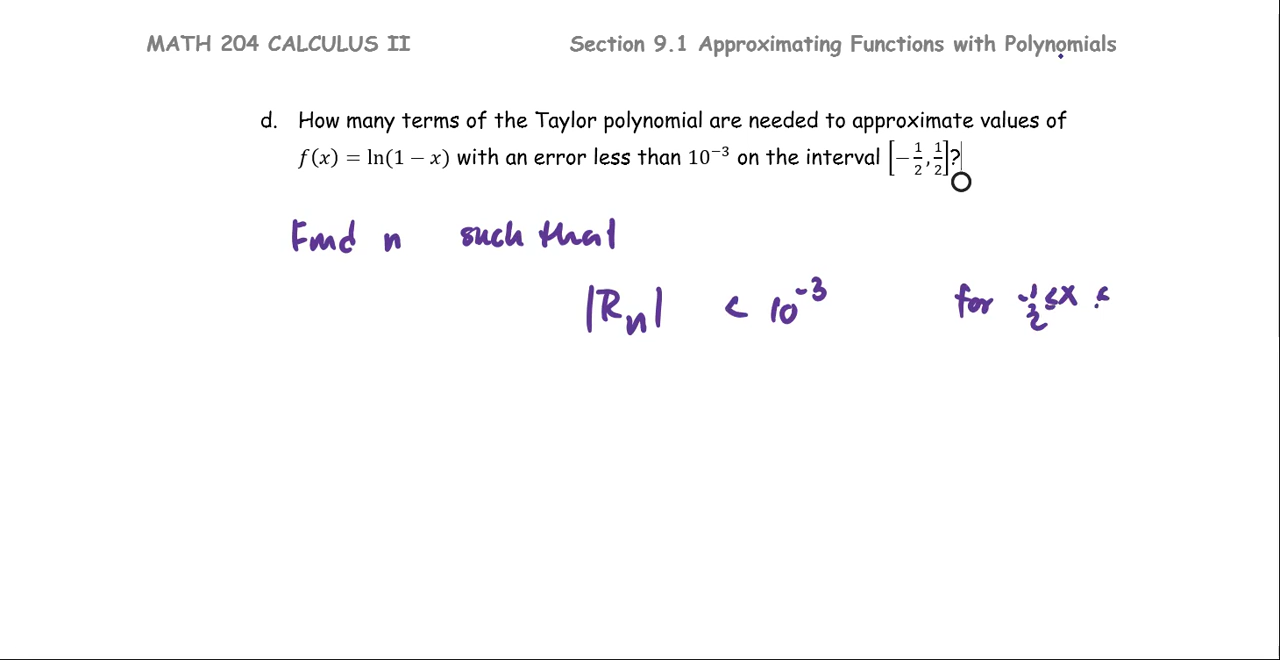 MATH 204 CALCULUS II Section 9.1 Approximating Functions with Polynomials
d. How many terms of the Taylor polynomial are needed to approximate values of
f(x) = ln(1 − x) with an error less than 10⁻³ on the interval [−1/2, 1/2]?
Find n such that
|Rₙ| < 10⁻³ for -1/2 ≤ x ≤